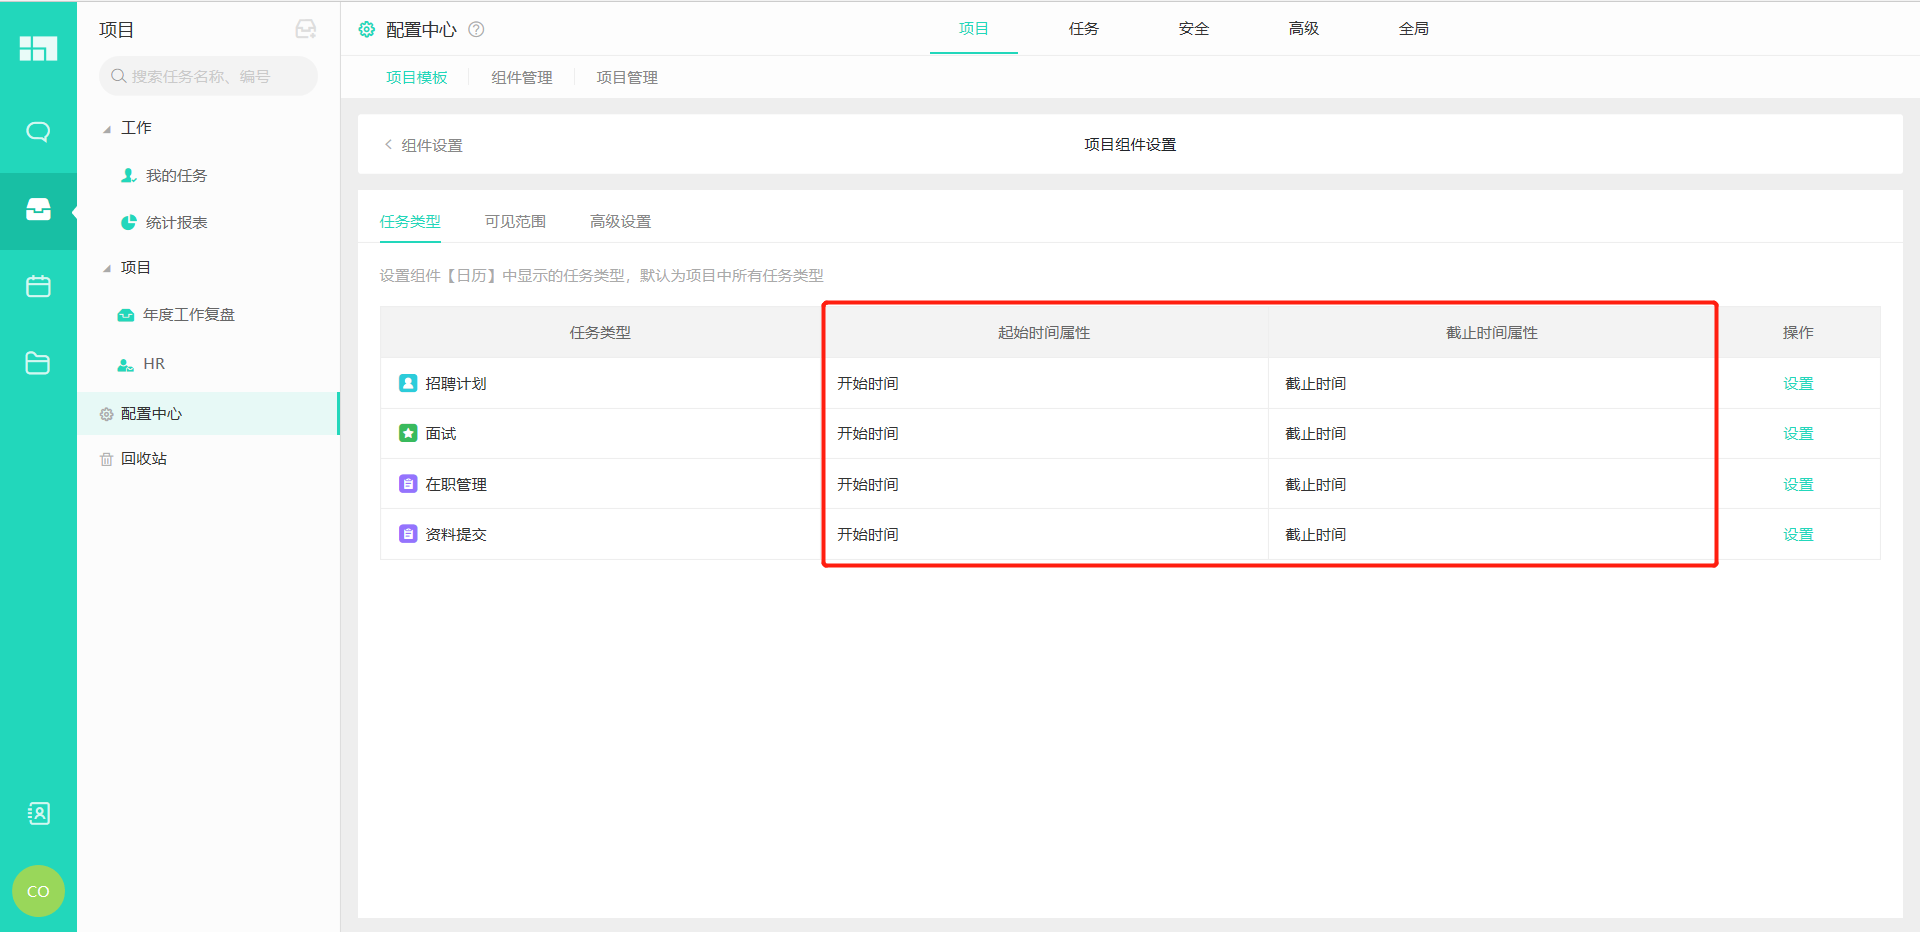 项目
搜索任务名称、编号
工作
我的任务
统计报表
项目
年度工作复盘
HR
配置中心
回收站
CO
配置中心 ?
项目 任务 安全 高级 全局
项目模板 组件管理 项目管理
< 组件设置
项目组件设置
任务类型 可见范围 高级设置
设置组件【日历】中显示的任务类型，默认为项目中所有任务类型
任务类型 起始时间属性 截止时间属性 操作
招聘计划 开始时间 截止时间 设置
面试 开始时间 截止时间 设置
在职管理 开始时间 截止时间 设置
资料提交 开始时间 截止时间 设置